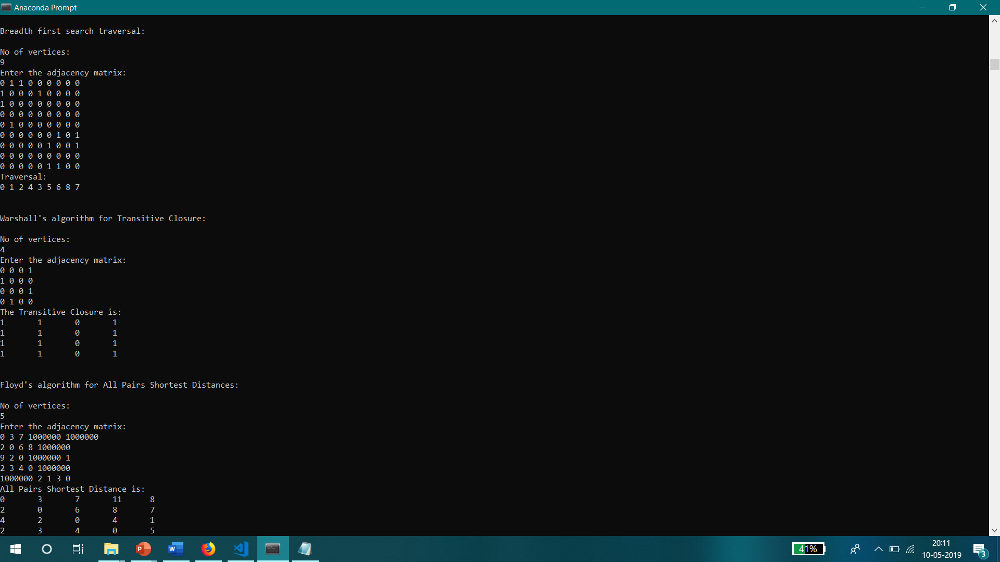 Anaconda Prompt
Breadth first search traversal:
No of vertices:
9
Enter the adjacency matrix:
0 1 1 0 0 0 0 0 0
1 0 0 0 1 0 0 0 0
1 0 0 0 0 0 0 0 0
0 0 0 0 0 0 0 0 0
0 1 0 0 0 0 0 0 0
0 0 0 0 0 0 1 0 1
0 0 0 0 0 1 0 0 1
0 0 0 0 0 0 0 0 0
0 0 0 0 0 1 1 0 0
Traversal:
0 1 2 4 3 5 6 8 7
Warshall's algorithm for Transitive Closure:
No of vertices:
4
Enter the adjacency matrix:
0 0 0 1
1 0 0 0
0 0 0 1
0 1 0 0
The Transitive Closure is:
1 1 0 1
1 1 0 1
1 1 0 1
1 1 0 1
Floyd's algorithm for All Pairs Shortest Distances:
No of vertices:
5
Enter the adjacency matrix:
0 3 7 1000000 1000000
2 0 6 8 1000000
9 2 0 1000000 1
2 3 4 0 1000000
1000000 2 1 3 0
All Pairs Shortest Distance is:
0 3 7 11 8
2 0 6 8 7
4 2 0 4 1
2 3 4 0 5
41%
20:11
10-05-2019
3